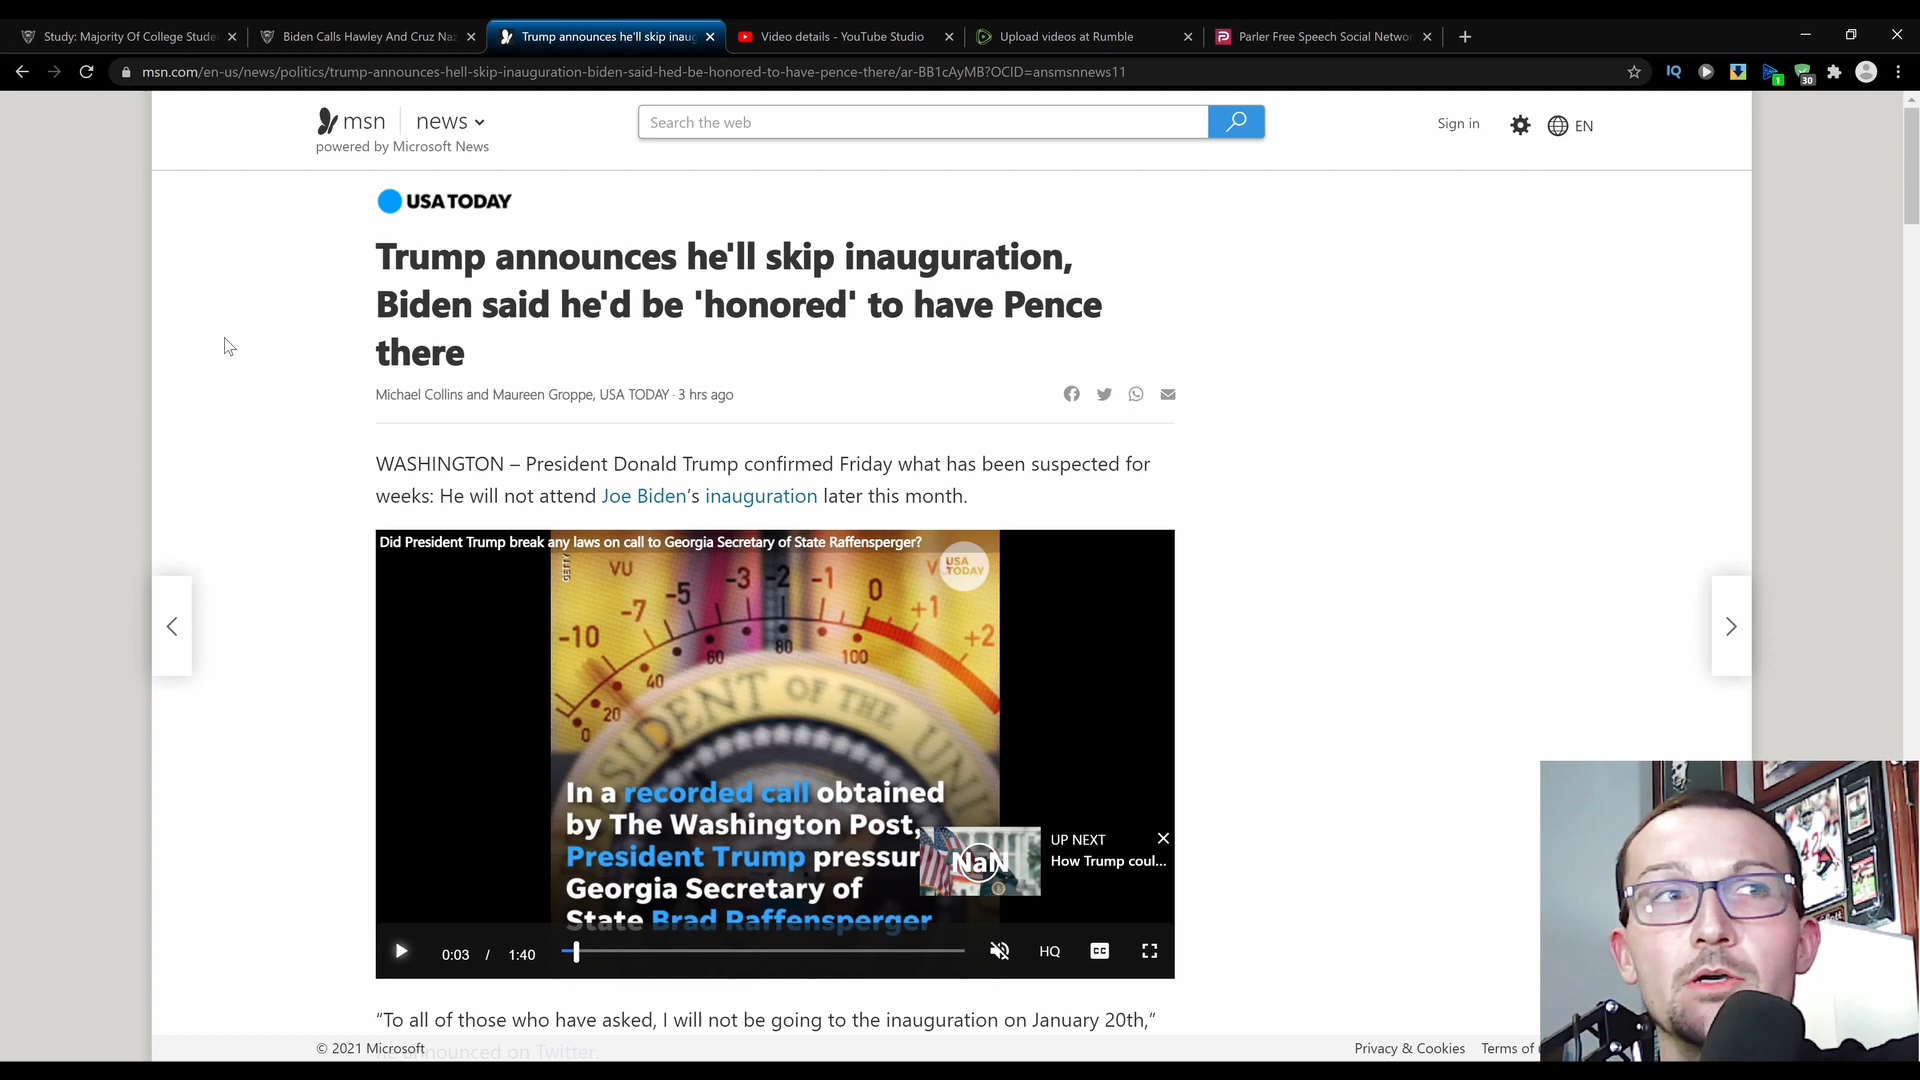 Study: Majority Of College Stude
Biden Calls Hawley And Cruz Naz
Trump announces he'll skip inaug
Video details - YouTube Studio
Upload videos at Rumble
Parler Free Speech Social Networ
msn.com/en-us/news/politics/trump-announces-hell-skip-inauguration-biden-said-hed-be-honored-to-have-pence-there/ar-BB1cAyMB?OCID=ansmsnnews11
IQ
1
30
msn
news
powered by Microsoft News
Search the web
Sign in
EN
USA TODAY
Trump announces he'll skip inauguration,
Biden said he'd be 'honored' to have Pence
there
Michael Collins and Maureen Groppe, USA TODAY · 3 hrs ago
WASHINGTON – President Donald Trump confirmed Friday what has been suspected for
weeks: He will not attend Joe Biden's inauguration later this month.
Did President Trump break any laws on call to Georgia Secretary of State Raffensperger?
GETTY
VU
USA
TODAY
-10 -7 -5 -3 -2 -1 0 +1 +2
0 20 40 60 80 100
SIDENT OF THE UNI
In a recorded call obtained
by The Washington Post,
President Trump pressur
Georgia Secretary of
State Brad Raffensperger
NaN
UP NEXT
How Trump coul...
0:03 / 1:40
HQ
CC
“To all of those who have asked, I will not be going to the inauguration on January 20th,”
announced on Twitter.
© 2021 Microsoft
Privacy & Cookies
Terms of